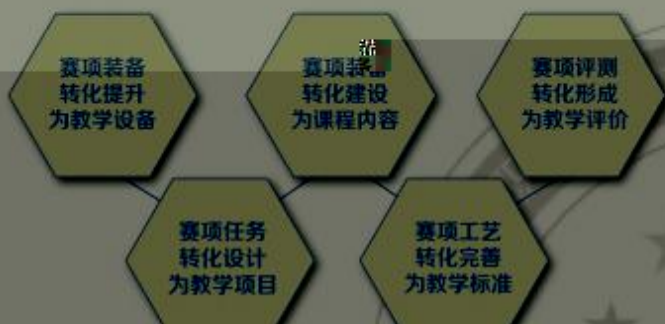 赛项装备
转化提升
为教学设备
赛项装备
转化建设
为课程内容
赛项评测
转化形成
为教学评价
赛项任务
转化设计
为教学项目
赛项工艺
转化完善
为教学标准